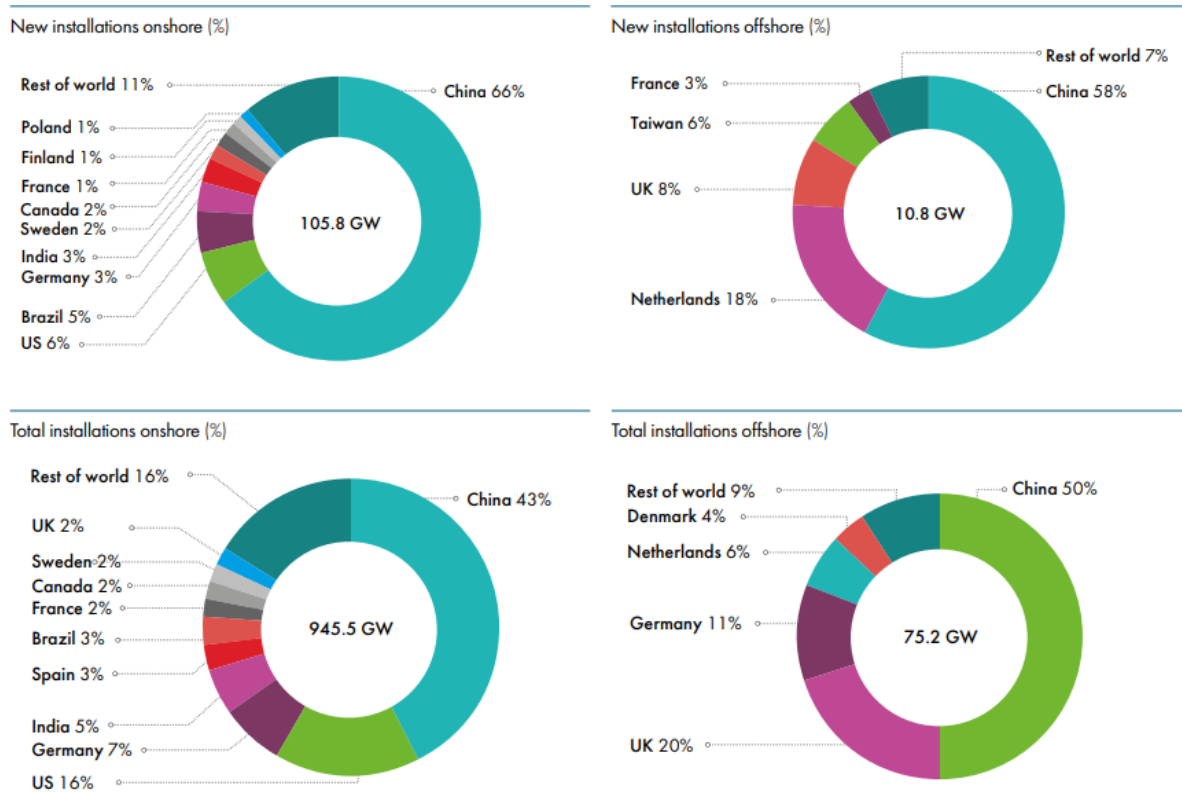 New installations onshore (%)
Rest of world 11%
China 66%
Poland 1%
Finland 1%
France 1%
Canada 2%
Sweden 2%
India 3%
Germany 3%
Brazil 5%
US 6%
105.8 GW
New installations offshore (%)
Rest of world 7%
France 3%
China 58%
Taiwan 6%
UK 8%
Netherlands 18%
10.8 GW
Total installations onshore (%)
Rest of world 16%
China 43%
UK 2%
Sweden 2%
Canada 2%
France 2%
Brazil 3%
Spain 3%
India 5%
Germany 7%
US 16%
945.5 GW
Total installations offshore (%)
Rest of world 9%
China 50%
Denmark 4%
Netherlands 6%
Germany 11%
UK 20%
75.2 GW